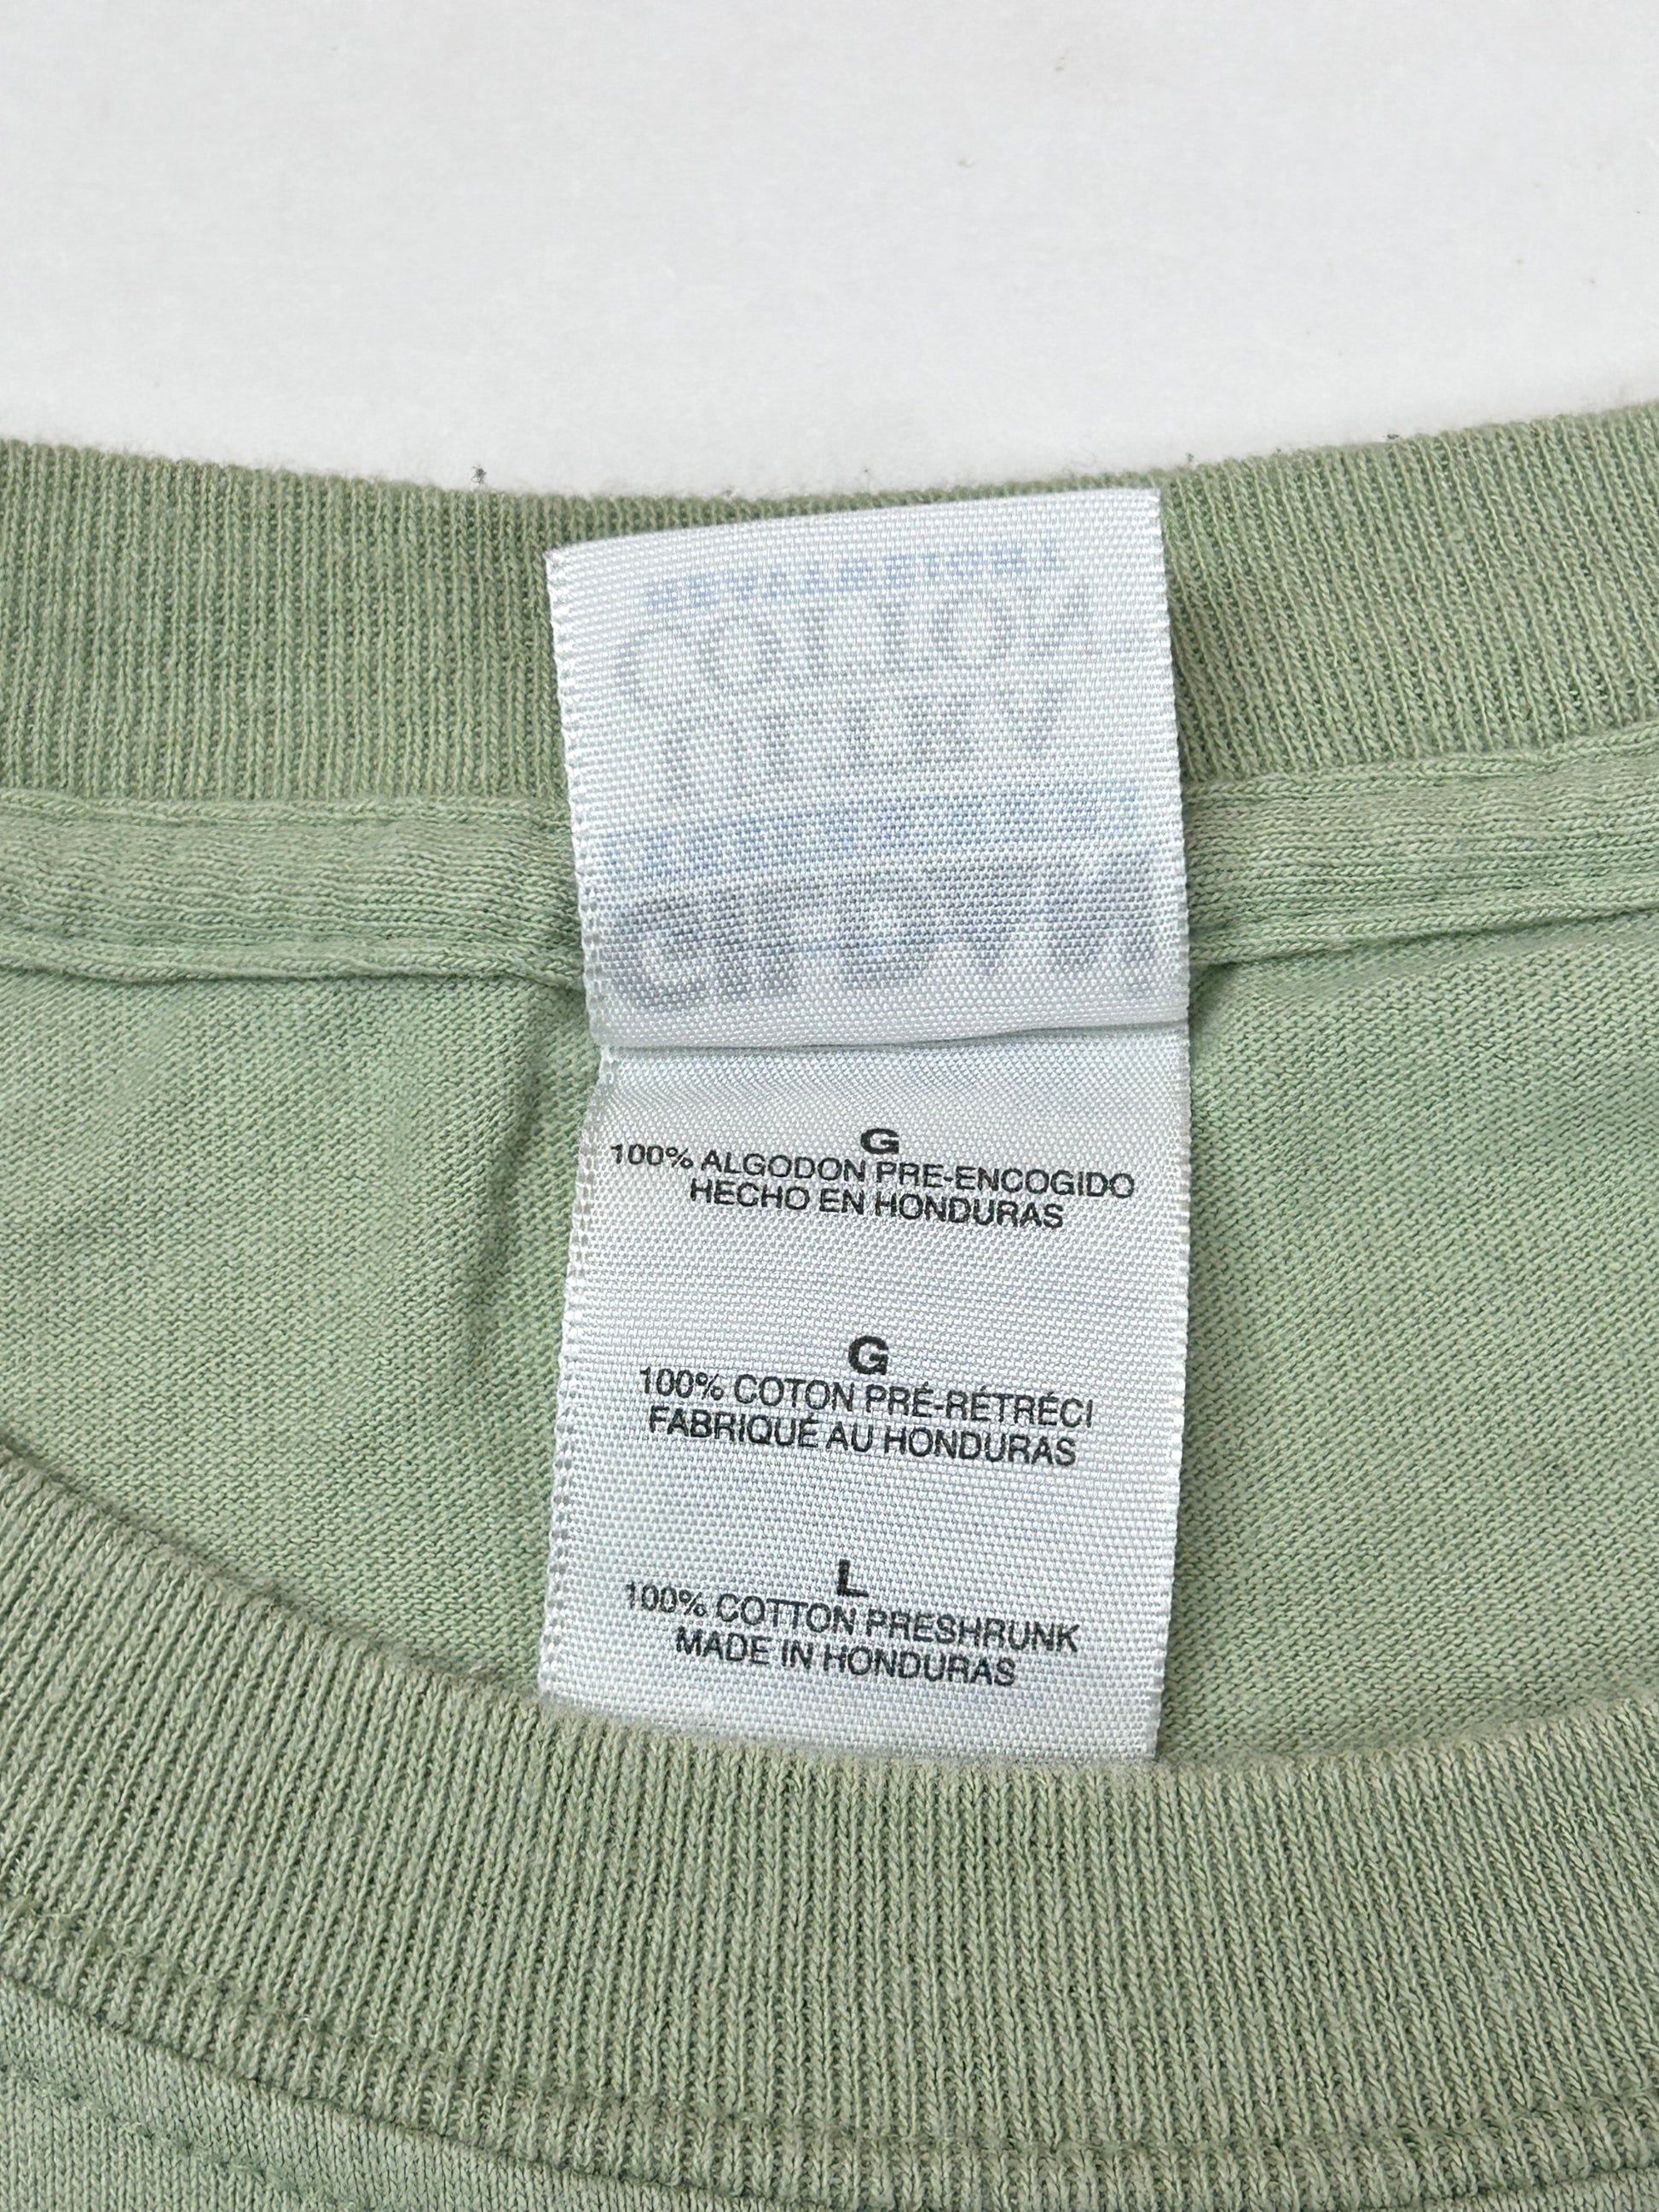 G
100% ALGODON PRE-ENCOGIDO
HECHO EN HONDURAS
G
100% COTON PRÉ-RÉTRÉCI
FABRIQUÉ AU HONDURAS
L
100% COTTON PRESHRUNK
MADE IN HONDURAS